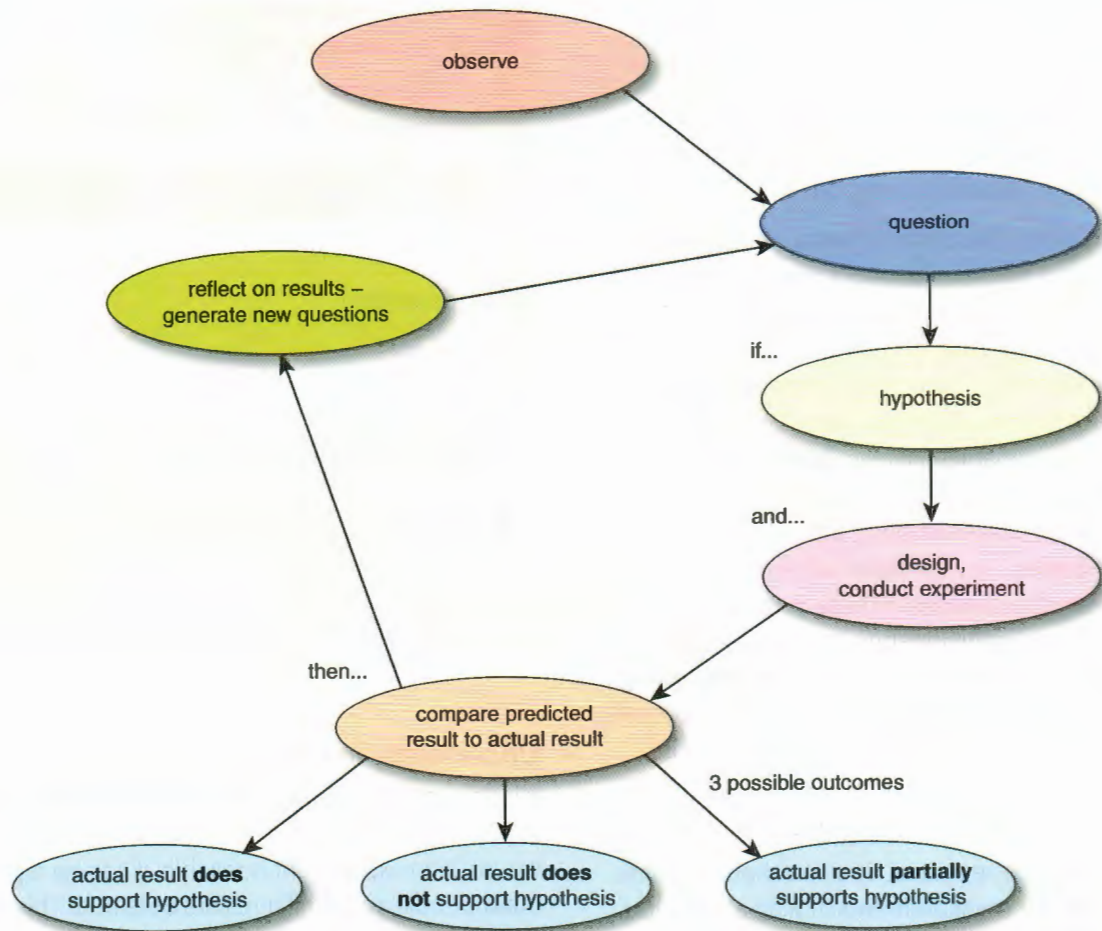 observe
question
reflect on results –
generate new questions
if...
hypothesis
and...
design,
conduct experiment
then...
compare predicted
result to actual result
3 possible outcomes
actual result does
support hypothesis
actual result does
not support hypothesis
actual result partially
supports hypothesis